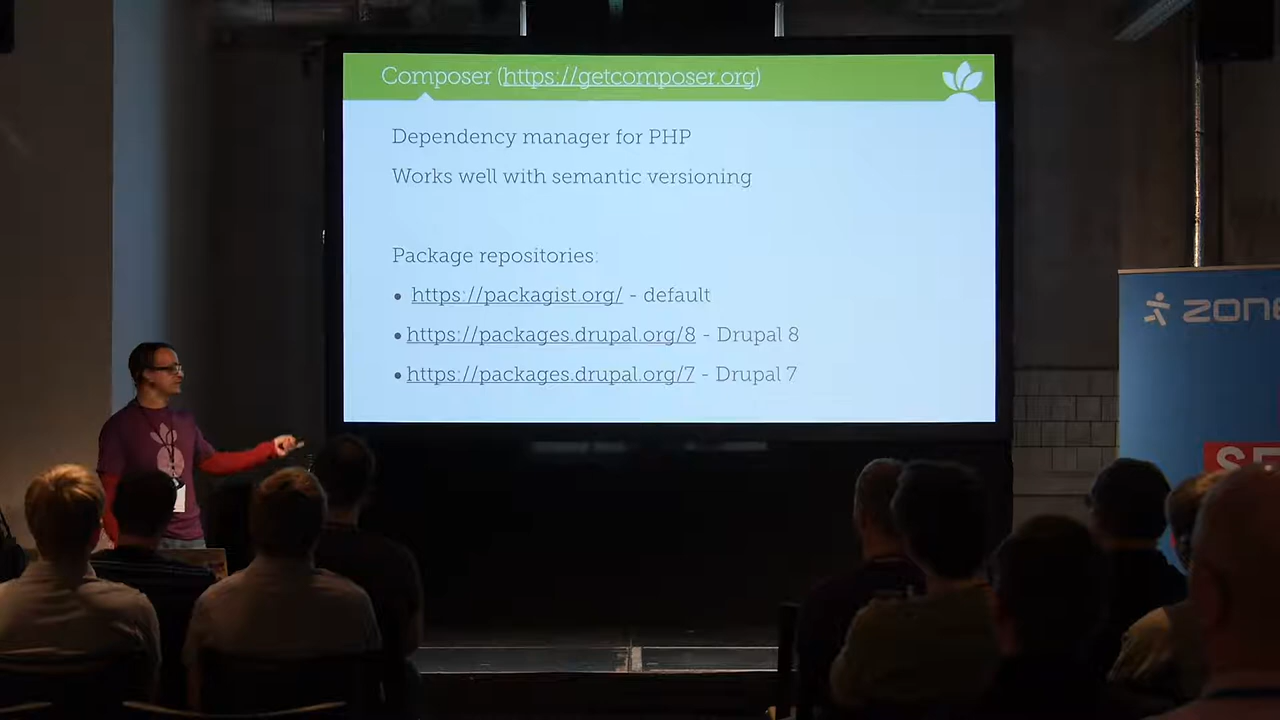 Composer (https://getcomposer.org)
Dependency manager for PHP
Works well with semantic versioning
Package repositories:
• https://packagist.org/ - default
• https://packages.drupal.org/8 - Drupal 8
• https://packages.drupal.org/7 - Drupal 7
zone
SE